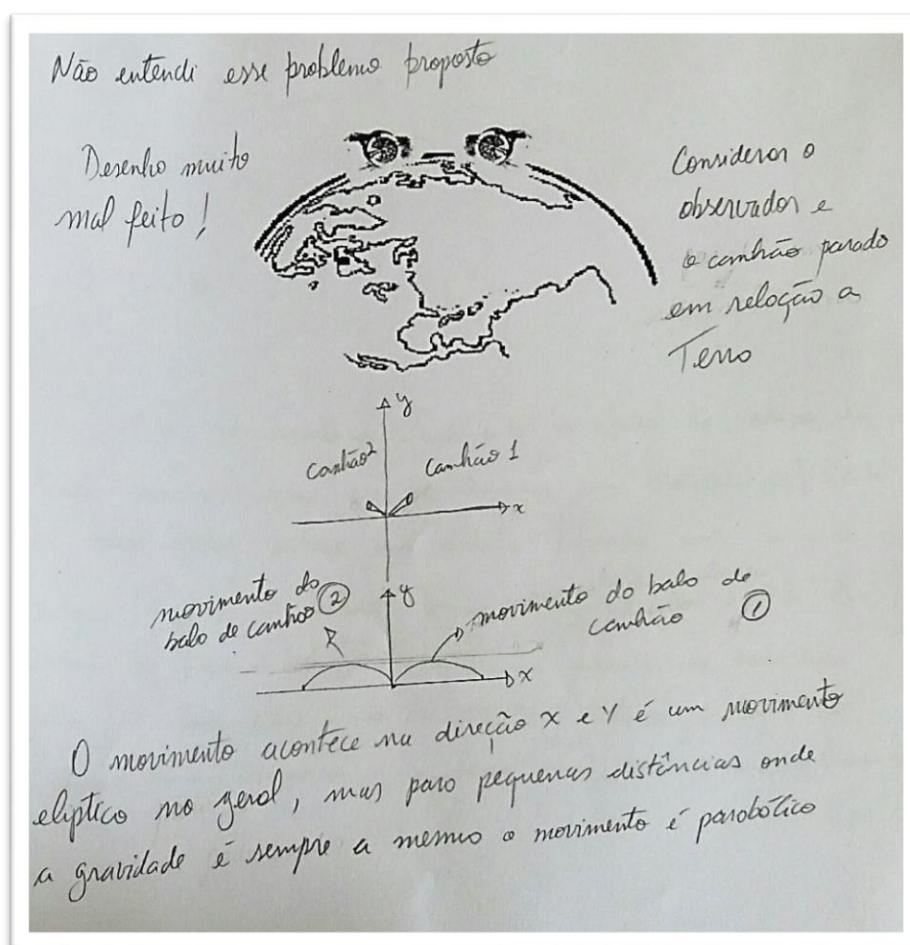 Não entendi esse problema proposto
Desenho muito
mal feito!
Considerar o
observador e
o canhão parado
em relação a
Terra
y
canhão 2
canhão 1
x
movimento da
bala de canhão 2
y
movimento da bala de
canhão 1
x
O movimento acontece na direção x e y é um movimento
elíptico no geral, mas para pequenas distâncias onde
a gravidade é sempre a mesma o movimento é parabólico